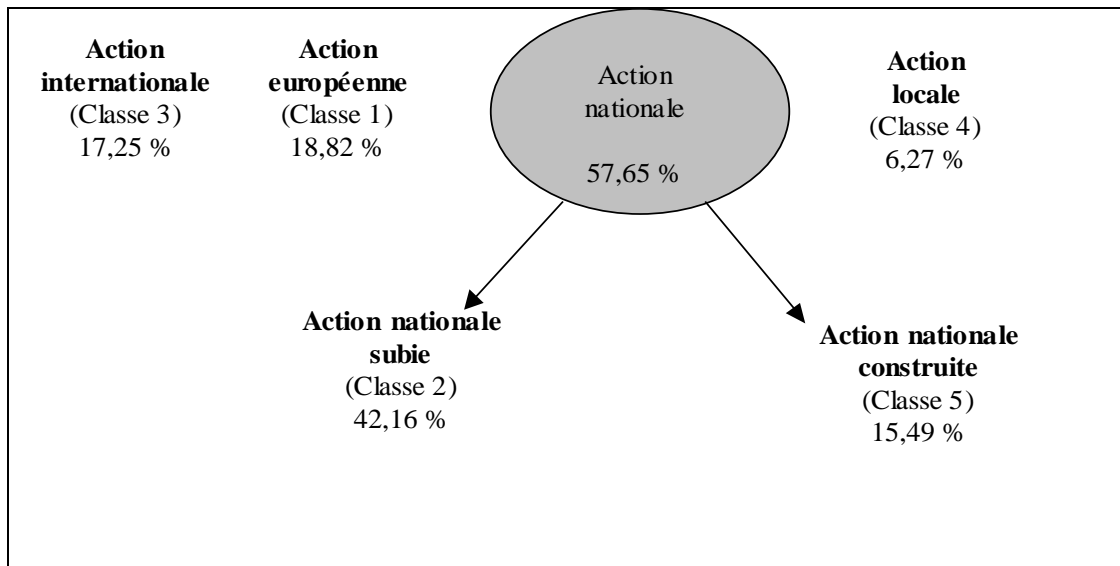 Action
internationale
(Classe 3)
17,25 %
Action
européenne
(Classe 1)
18,82 %
Action
nationale
57,65 %
Action
locale
(Classe 4)
6,27 %
Action nationale
subie
(Classe 2)
42,16 %
Action nationale
construite
(Classe 5)
15,49 %